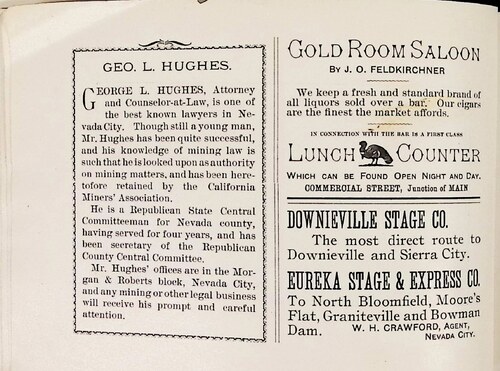 GEO. L. HUGHES.
GEORGE L. HUGHES, Attorney
and Counselor-at-Law, is one of
the best known lawyers in Ne-
vada City. Though still a young man,
Mr. Hughes has been quite successful,
and his knowledge of mining law is
such that he is looked upon as authority
on mining matters, and has been here-
tofore retained by the California
Miners' Association.
He is a Republican State Central
Committeeman for Nevada county,
having served for four years, and has
been secretary of the Republican
County Central Committee.
Mr. Hughes' offices are in the Mor-
gan & Roberts block, Nevada City,
and any mining or other legal business
will receive his prompt and careful
attention.
GOLD ROOM SALOON
BY J. O. FELDKIRCHNER
We keep a fresh and standard brand of
all liquors sold over a bar. Our cigars
are the finest the market affords.
IN CONNECTION WITH THE BAR IS A FIRST CLASS
LUNCH COUNTER
WHICH CAN BE FOUND OPEN NIGHT AND DAY.
COMMERCIAL STREET, Junction of MAIN
DOWNIEVILLE STAGE CO.
The most direct route to
Downieville and Sierra City.
EUREKA STAGE & EXPRESS CO.
To North Bloomfield, Moore's
Flat, Graniteville and Bowman
Dam. W. H. CRAWFORD, AGENT,
NEVADA CITY.